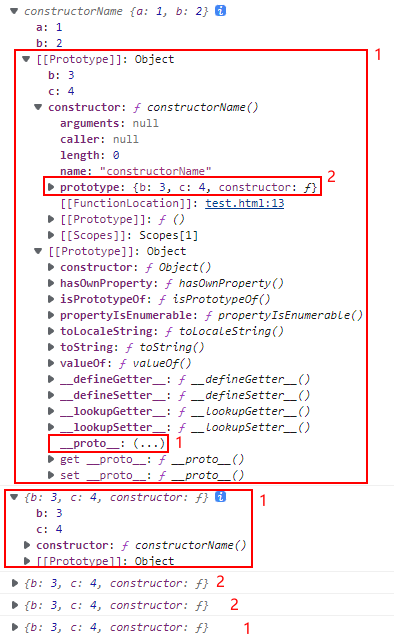 ▼ constructorName {a: 1, b: 2} i
a: 1
b: 2
▼ [[Prototype]]: Object 1
b: 3
c: 4
▼ constructor: ƒ constructorName()
arguments: null
caller: null
length: 0
name: "constructorName" 2
▶ prototype: {b: 3, c: 4, constructor: ƒ}
[[FunctionLocation]]: test.html:13
▶ [[Prototype]]: ƒ ()
▶ [[Scopes]]: Scopes[1]
▼ [[Prototype]]: Object
▶ constructor: ƒ Object()
▶ hasOwnProperty: ƒ hasOwnProperty()
▶ isPrototypeOf: ƒ isPrototypeOf()
▶ propertyIsEnumerable: ƒ propertyIsEnumerable()
▶ toLocaleString: ƒ toLocaleString()
▶ toString: ƒ toString()
▶ valueOf: ƒ valueOf()
▶ __defineGetter__: ƒ __defineGetter__()
▶ __defineSetter__: ƒ __defineSetter__()
▶ __lookupGetter__: ƒ __lookupGetter__()
▶ __lookupSetter__: ƒ __lookupSetter__()
__proto__: (...) 1
▶ get __proto__: ƒ __proto__()
▶ set __proto__: ƒ __proto__()
▼ {b: 3, c: 4, constructor: ƒ} i 1
b: 3
c: 4
▶ constructor: ƒ constructorName()
▶ [[Prototype]]: Object
▶ {b: 3, c: 4, constructor: ƒ} 2
▶ {b: 3, c: 4, constructor: ƒ} 2
▶ {b: 3, c: 4, constructor: ƒ} 1